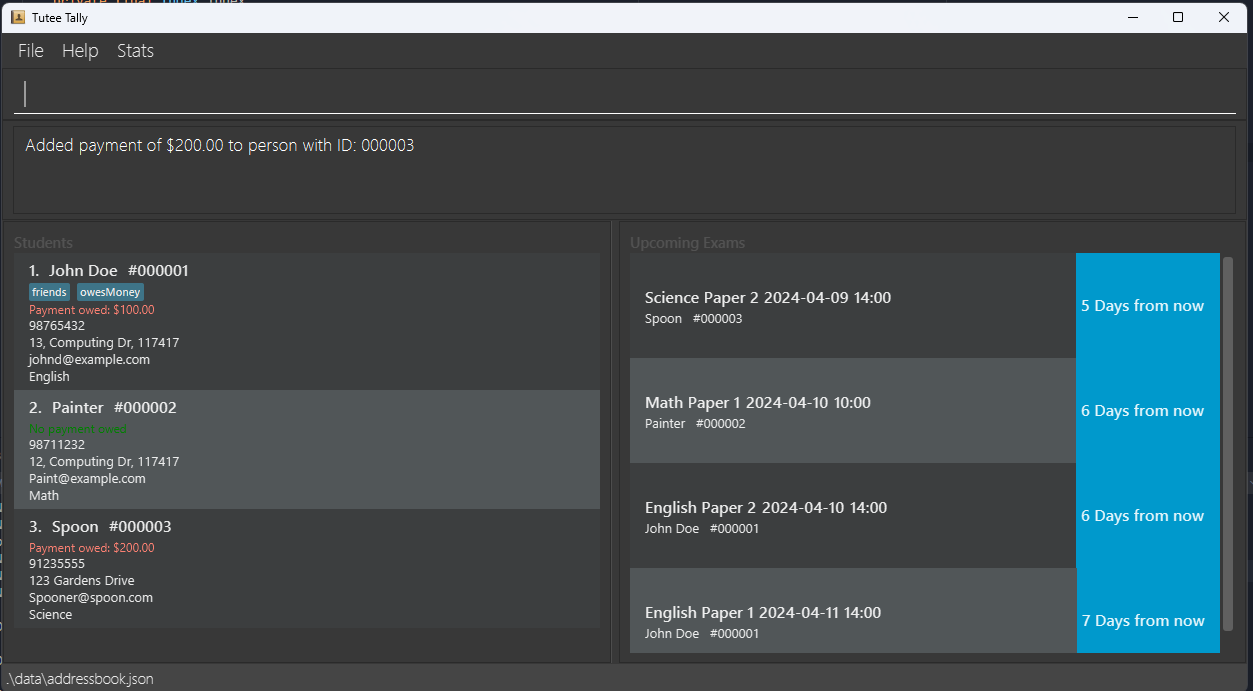 Tutee Tally
File Help Stats
Added payment of $200.00 to person with ID: 000003
Students
1. John Doe #000001
friends owesMoney
Payment owed: $100.00
98765432
13, Computing Dr, 117417
johnd@example.com
English
2. Painter #000002
No payment owed
98711232
12, Computing Dr, 117417
Paint@example.com
Math
3. Spoon #000003
Payment owed: $200.00
91235555
123 Gardens Drive
Spooner@spoon.com
Science
Upcoming Exams
Science Paper 2 2024-04-09 14:00
Spoon #000003
5 Days from now
Math Paper 1 2024-04-10 10:00
Painter #000002
6 Days from now
English Paper 2 2024-04-10 14:00
John Doe #000001
6 Days from now
English Paper 1 2024-04-11 14:00
John Doe #000001
7 Days from now
.\data\addressbook.json